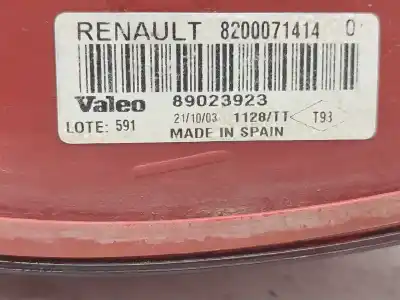 RENAULT 8200071414 0
Valeo 89023923
LOTE: 591 21/10/03 1128/TT T93
MADE IN SPAIN